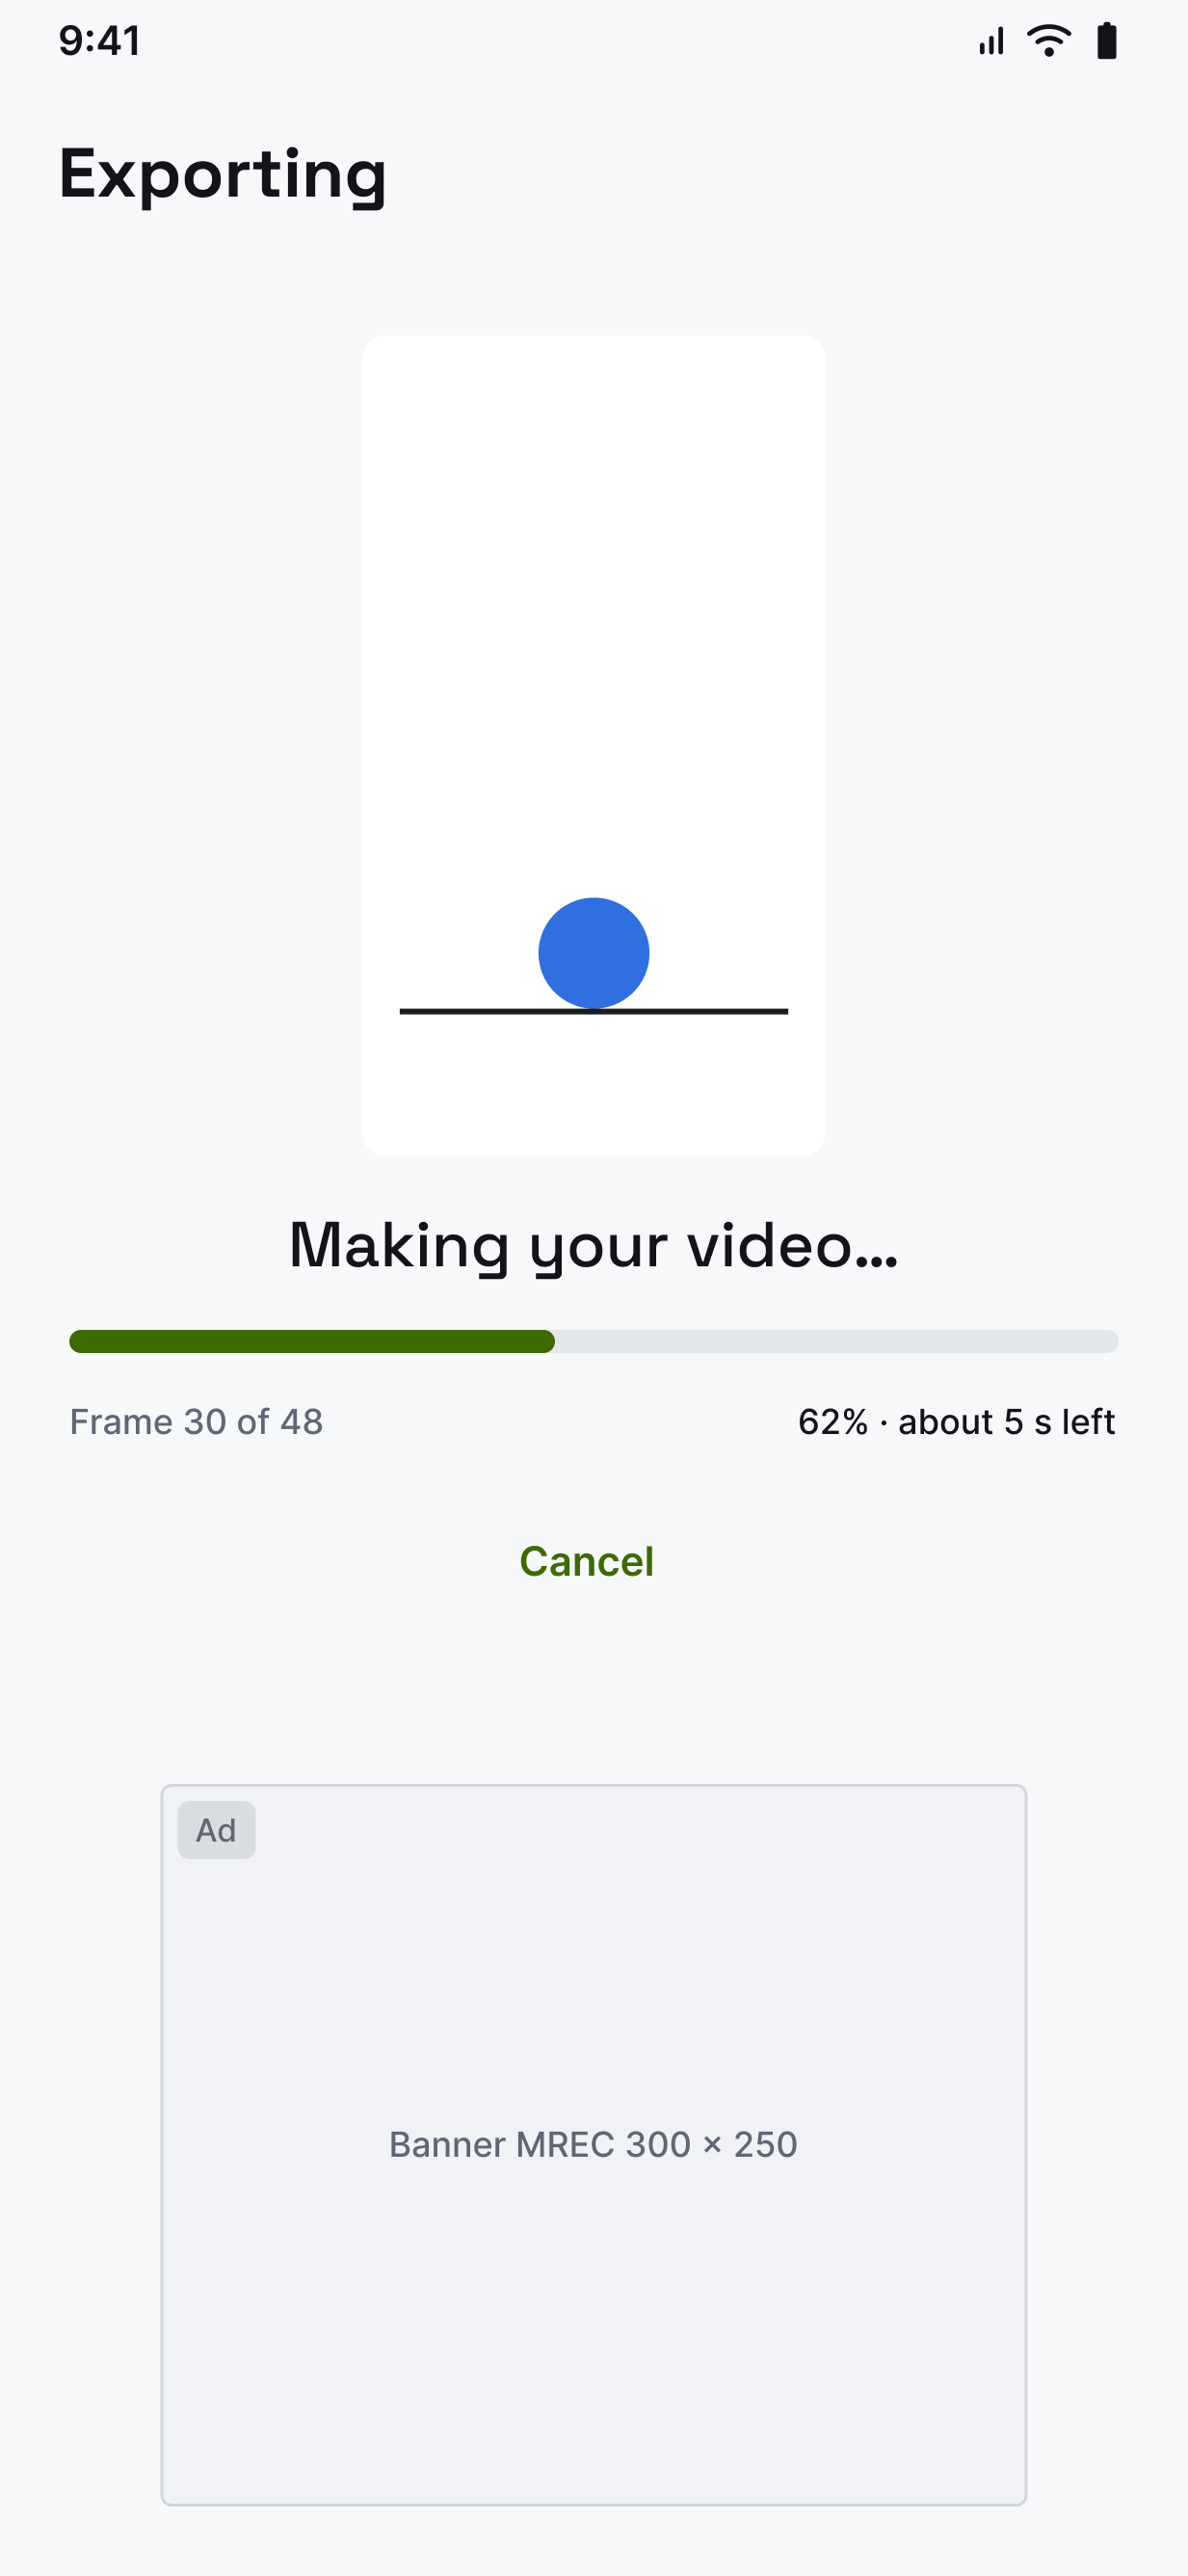 9:41
Exporting
Making your video...
Frame 30 of 48
62% · about 5 s left
Cancel
Ad
Banner MREC 300 × 250